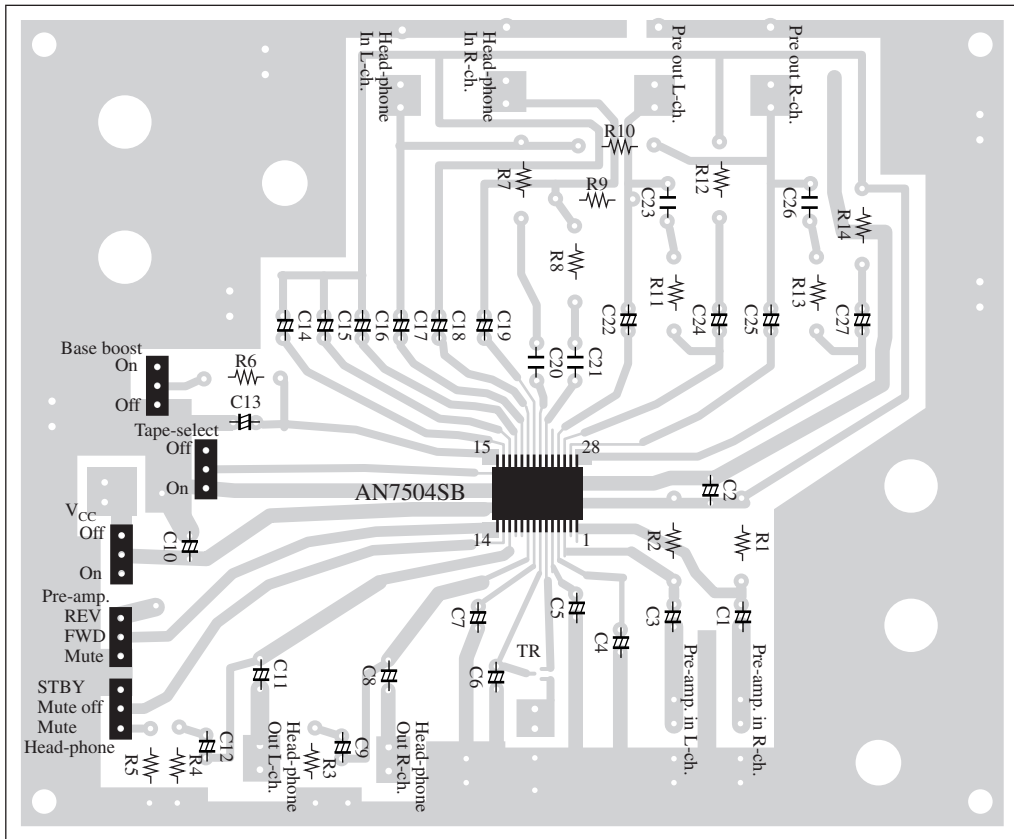 Head-phone
In L-ch.
Head-phone
In R-ch.
Pre out L-ch.
Pre out R-ch.
R10
R7
R9
C23
R12
C26
R14
R8
R11
R13
C14
C15
C16
C17
C18
C19
C22
C24
C25
C27
C20
C21
Base boost
On
Off
R6
C13
Tape-select
Off
On
15
28
AN7504SB
C2
V_CC
Off
On
C10
14
1
R2
R1
Pre-amp.
REV
FWD
Mute
C7
C5
C4
C3
C1
STBY
Mute off
Mute
Head-phone
C11
C8
C6
TR
Pre-amp. in
L-ch.
Pre-amp. in
R-ch.
R5
R4
C12
Head-phone
Out L-ch.
R3
C9
Head-phone
Out R-ch.